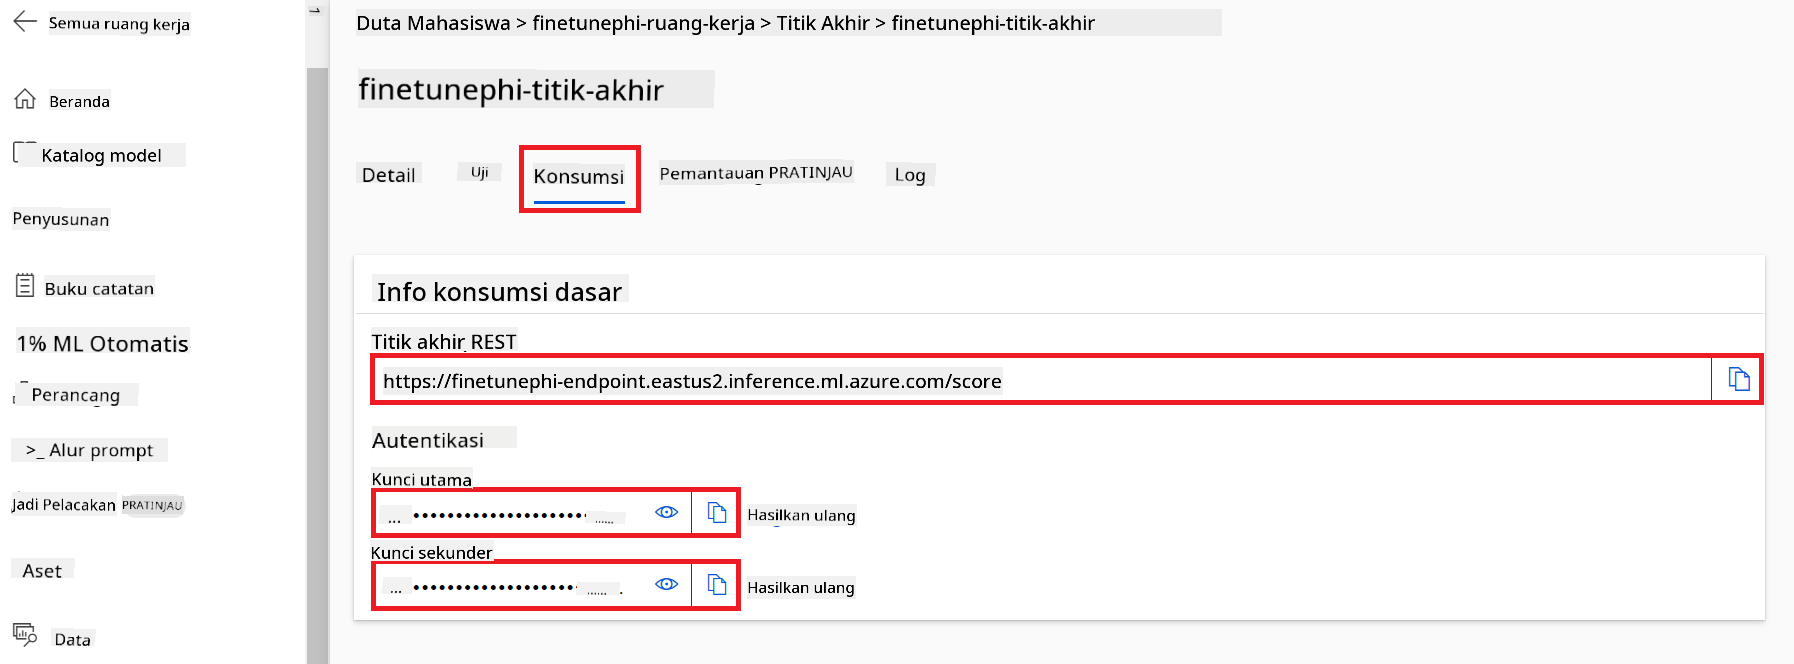 Semua ruang kerja
Beranda
Katalog model
Penyusunan
Buku catatan
1% ML Otomatis
Perancang
>_ Alur prompt
Jadi Pelacakan PRATINJAU
Aset
Data
Duta Mahasiswa > finetunephi-ruang-kerja > Titik Akhir > finetunephi-titik-akhir
finetunephi-titik-akhir
Detail Uji Konsumsi Pemantauan PRATINJAU Log
Info konsumsi dasar
Titik akhir REST
https://finetunephi-endpoint.eastus2.inference.ml.azure.com/score
Autentikasi
Kunci utama
Hasilkan ulang
Kunci sekunder
Hasilkan ulang